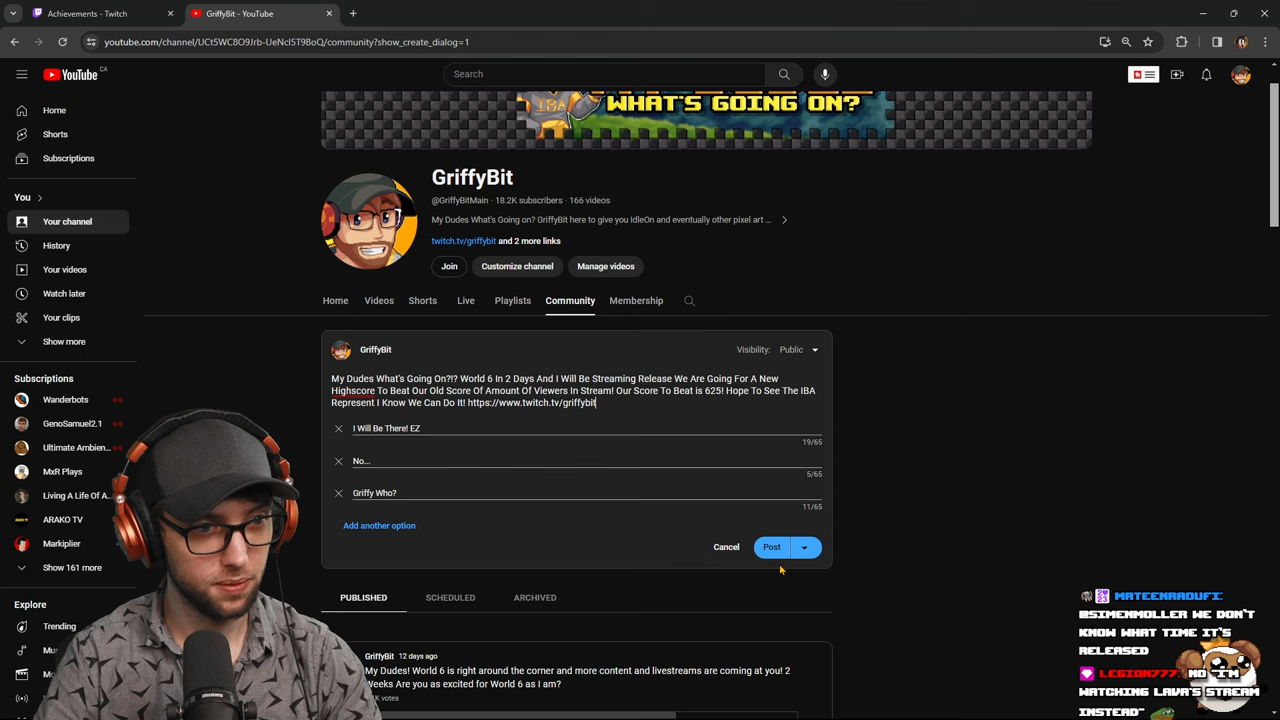 Achievements - Twitch
GriffyBit - YouTube
youtube.com/channel/UCt5WC8O9Jrb-UeNcl5T9BoQ/community?show_create_dialog=1
YouTube CA
Search
IBA
WHAT'S GOING ON?
Home
Shorts
Subscriptions
You
Your channel
History
Your videos
Watch later
Your clips
Show more
Subscriptions
Wanderbots
GenoSamuel2.1
Ultimate Ambien...
MxR Plays
Living A Life Of A...
ARAKO TV
Markiplier
Show 161 more
Explore
Trending
GriffyBit
@GriffyBitMain · 18.2K subscribers · 166 videos
My Dudes What's Going on? GriffyBit here to give you IdleOn and eventually other pixel art ...
twitch.tv/griffybit and 2 more links
Join
Customize channel
Manage videos
Home
Videos
Shorts
Live
Playlists
Community
Membership
GriffyBit
Visibility: Public
My Dudes What's Going On?!? World 6 In 2 Days And I Will Be Streaming Release We Are Going For A New
Highscore To Beat Our Old Score Of Amount Of Viewers In Stream! Our Score To Beat is 625! Hope To See The IBA
Represent I Know We Can Do It! https://www.twitch.tv/griffybit
I Will Be There! EZ
19/65
No...
5/65
Griffy Who?
11/65
Add another option
Cancel
Post
PUBLISHED
SCHEDULED
ARCHIVED
GriffyBit 12 days ago
My Dudes! World 6 is right around the corner and more content and livestreams are coming at you! 2
Weeks Are you as excited for World 6 as I am?
K votes
MATEENRAOUFI:
@SIMENMOLLER WE DON'T
KNOW WHAT TIME IT'S
RELEASED
LEGION777: NO I'M
WATCHING LAVA'S STREAM
INSTEAD~